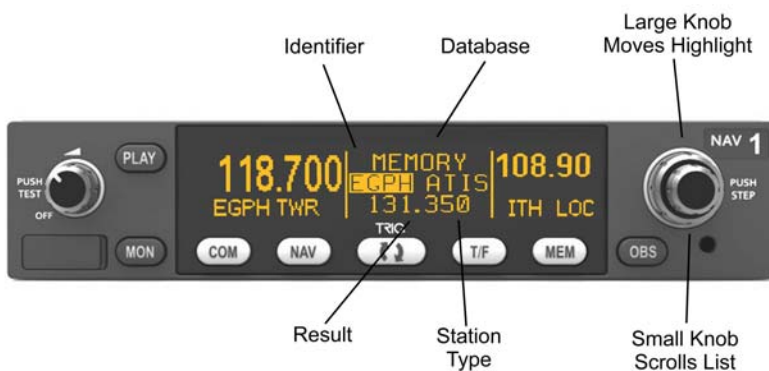 Large Knob
Moves Highlight
Identifier
Database
NAV 1
PLAY
PUSH
TEST
OFF
118.700
EGPH TWR
MEMORY
EGPH ATIS
131.350
108.90
ITH LOC
PUSH
STEP
TRIG
MON
COM
NAV
T/F
MEM
OBS
Result
Station
Type
Small Knob
Scrolls List